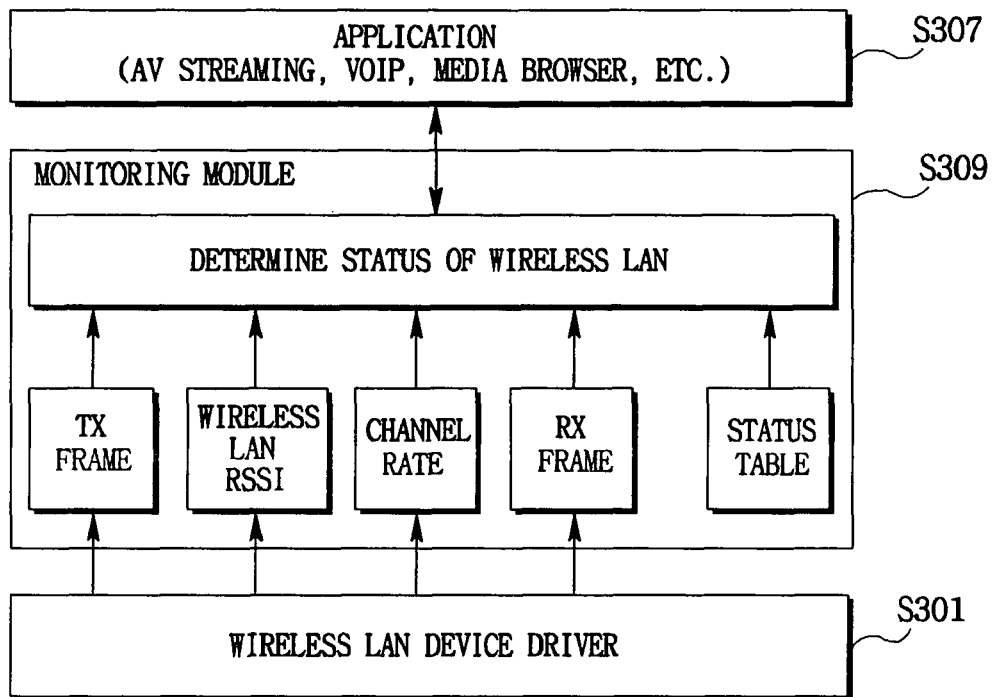 APPLICATION
(AV STREAMING, VOIP, MEDIA BROWSER, ETC.)
S307
MONITORING MODULE
S309
DETERMINE STATUS OF WIRELESS LAN
TX
FRAME
WIRELESS
LAN
RSSI
CHANNEL
RATE
RX
FRAME
STATUS
TABLE
WIRELESS LAN DEVICE DRIVER
S301